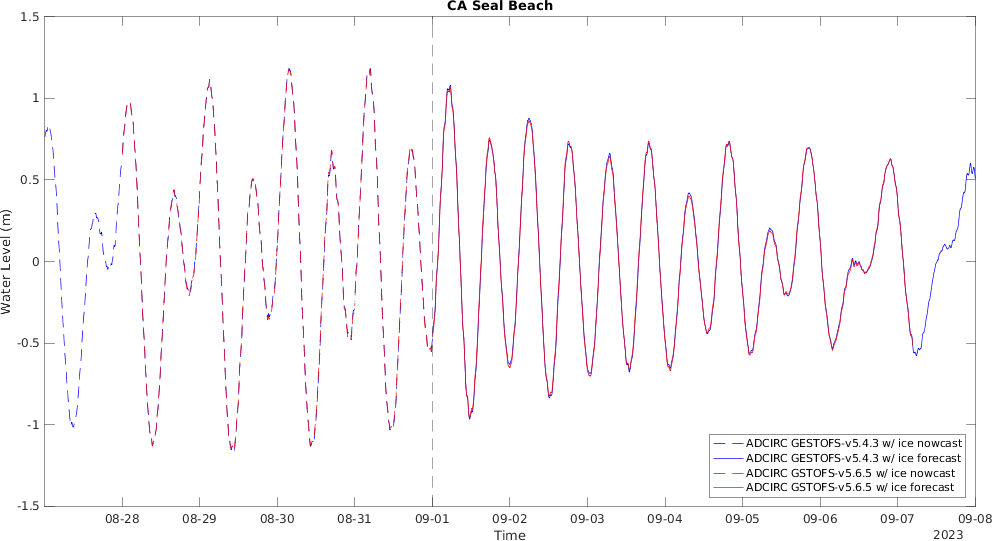 CA Seal Beach
1.5
1
0.5
0
-0.5
-1
-1.5
Water Level (m)
08-28
08-29
08-30
08-31
09-01
09-02
09-03
09-04
09-05
09-06
09-07
09-08
Time
2023
ADCIRC GESTOFS-v5.4.3 w/ ice nowcast
ADCIRC GESTOFS-v5.4.3 w/ ice forecast
ADCIRC GSTOFS-v5.6.5 w/ ice nowcast
ADCIRC GSTOFS-v5.6.5 w/ ice forecast